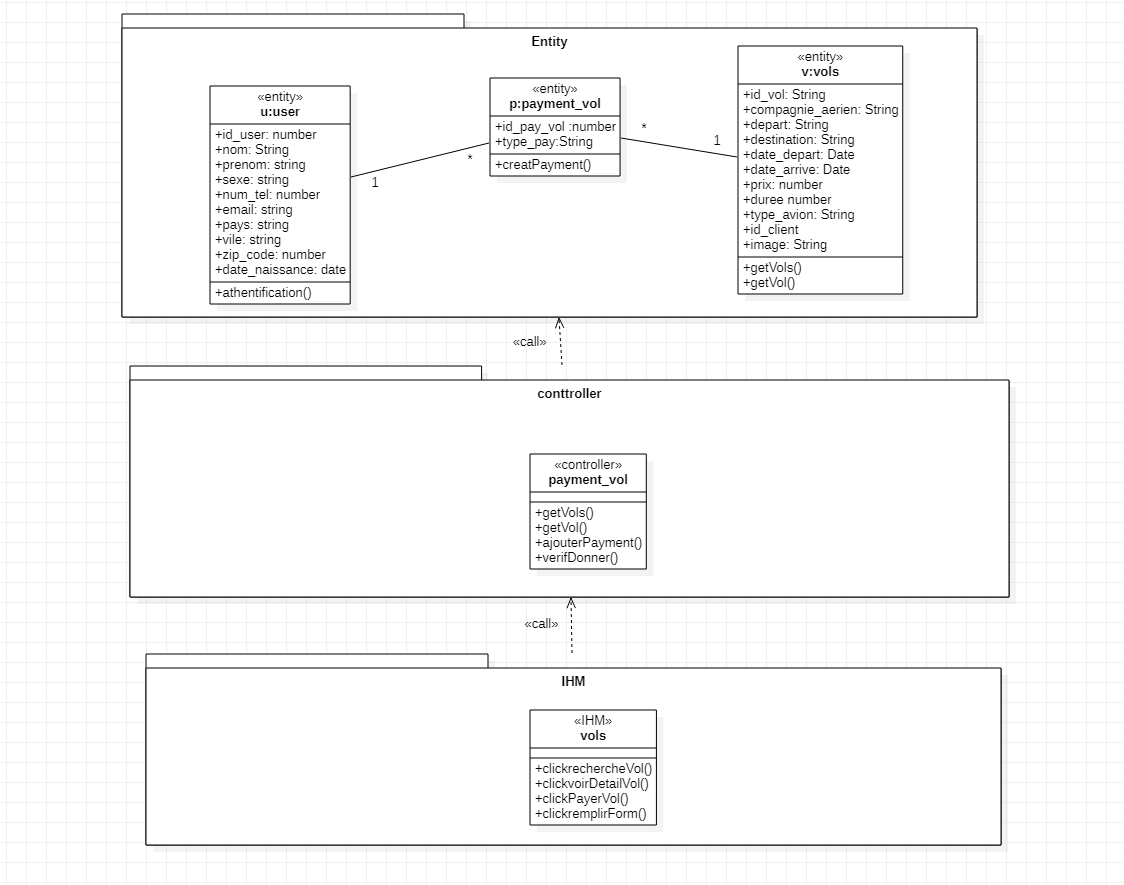 Entity
«entity»
u:user
+id_user: number
+nom: String
+prenom: string
+sexe: string
+num_tel: number
+email: string
+pays: string
+vile: string
+zip_code: number
+date_naissance: date
+athentification()
1
*
«entity»
p:payment_vol
+id_pay_vol :number
+type_pay:String
+creatPayment()
*
1
«entity»
v:vols
+id_vol: String
+compagnie_aerien: String
+depart: String
+destination: String
+date_depart: Date
+date_arrive: Date
+prix: number
+duree number
+type_avion: String
+id_client
+image: String
+getVols()
+getVol()
«call»
conttroller
«controller»
payment_vol
+getVols()
+getVol()
+ajouterPayment()
+verifDonner()
«call»
IHM
«IHM»
vols
+clickrechercheVol()
+clickvoirDetailVol()
+clickPayerVol()
+clickremplirForm()